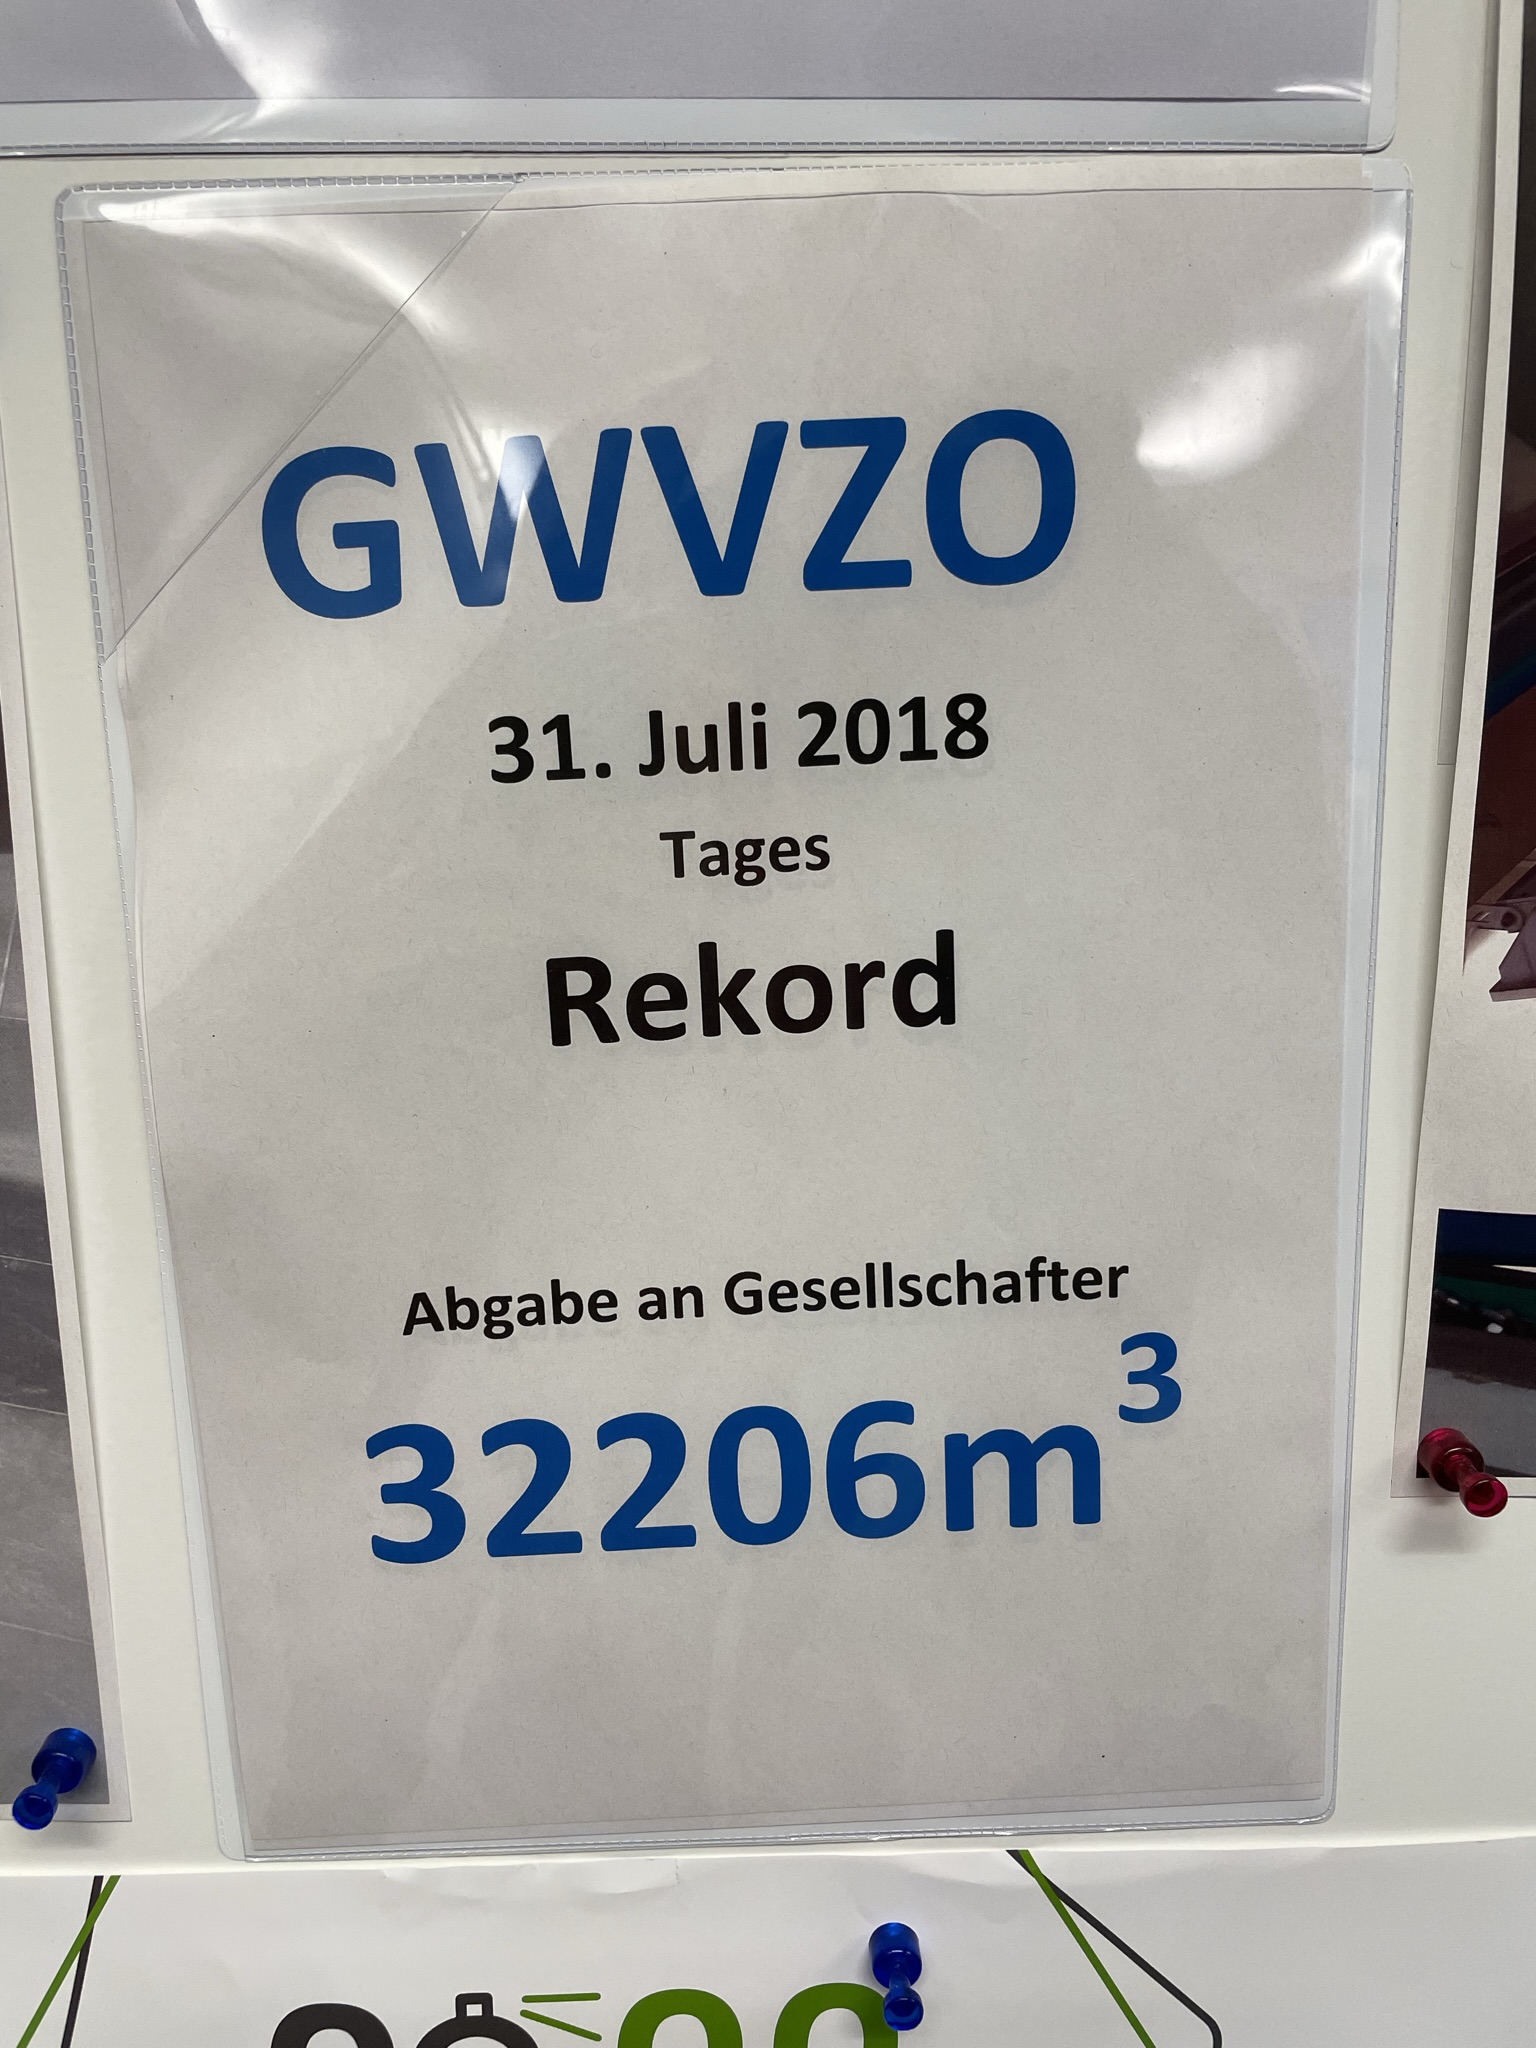 GWVZO
31. Juli 2018
Tages
Rekord
Abgabe an Gesellschafter
32206m³